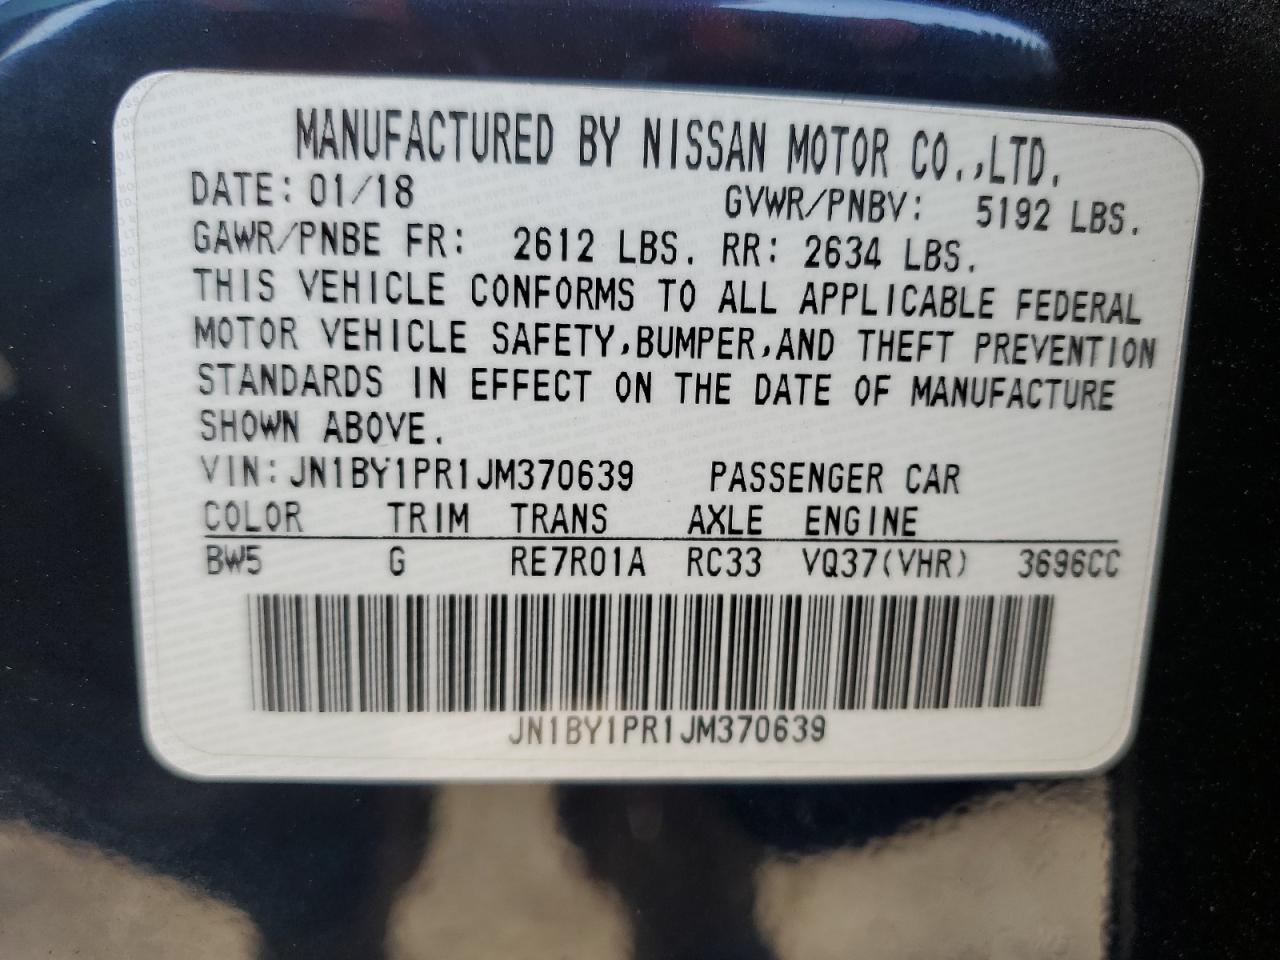 MANUFACTURED BY NISSAN MOTOR CO.,LTD.
DATE: 01/18 GVWR/PNBV: 5192 LBS.
GAWR/PNBE FR: 2612 LBS. RR: 2634 LBS.
THIS VEHICLE CONFORMS TO ALL APPLICABLE FEDERAL
MOTOR VEHICLE SAFETY,BUMPER,AND THEFT PREVENTION
STANDARDS IN EFFECT ON THE DATE OF MANUFACTURE
SHOWN ABOVE.
VIN: JN1BY1PR1JM370639 PASSENGER CAR
COLOR TRIM TRANS AXLE ENGINE
BW5 G RE7R01A RC33 VQ37(VHR) 3696CC
JN1BY1PR1JM370639